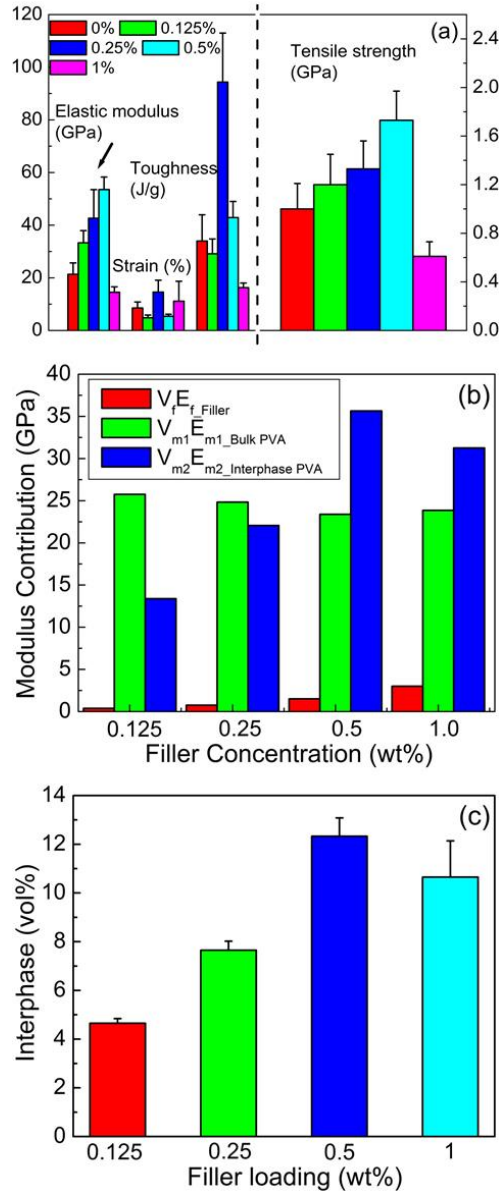 120
100
80
60
40
20
0
0% 0.125%
0.25% 0.5%
1%
Elastic modulus
(GPa)
Toughness
(J/g)
Strain (%)
Tensile strength
(GPa)
(a)
2.4
2.0
1.6
1.2
0.8
0.4
0.0
Modulus Contribution (GPa)
40
35
30
25
20
15
10
5
0
VfEf_Filler
Vm1Em1_Bulk PVA
Vm2Em2_Interphase PVA
(b)
0.125 0.25 0.5 1.0
Filler Concentration (wt%)
Interphase (vol%)
14
12
10
8
6
4
2
0
(c)
0.125 0.25 0.5 1
Filler loading (wt%)